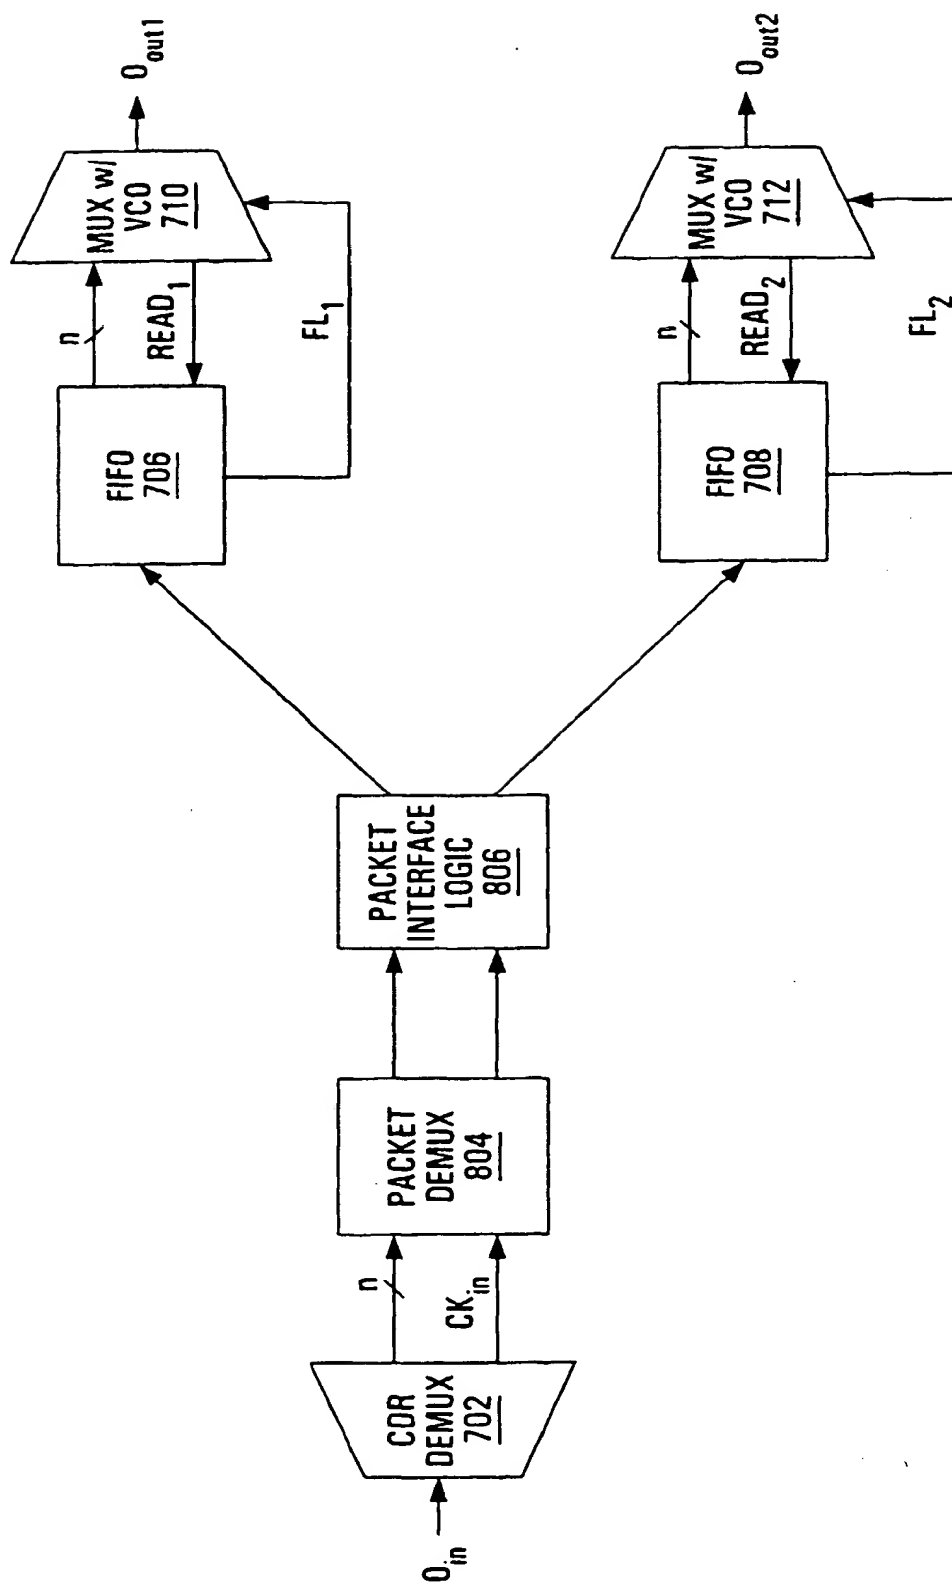 O_in
CDR
DEMUX
702
n
CK_in
PACKET
DEMUX
804
PACKET
INTERFACE
LOGIC
806
FIFO
706
n
READ_1
FL_1
MUX w/
VCO
710
O_out1
FIFO
708
n
READ_2
FL_2
MUX w/
VCO
712
O_out2